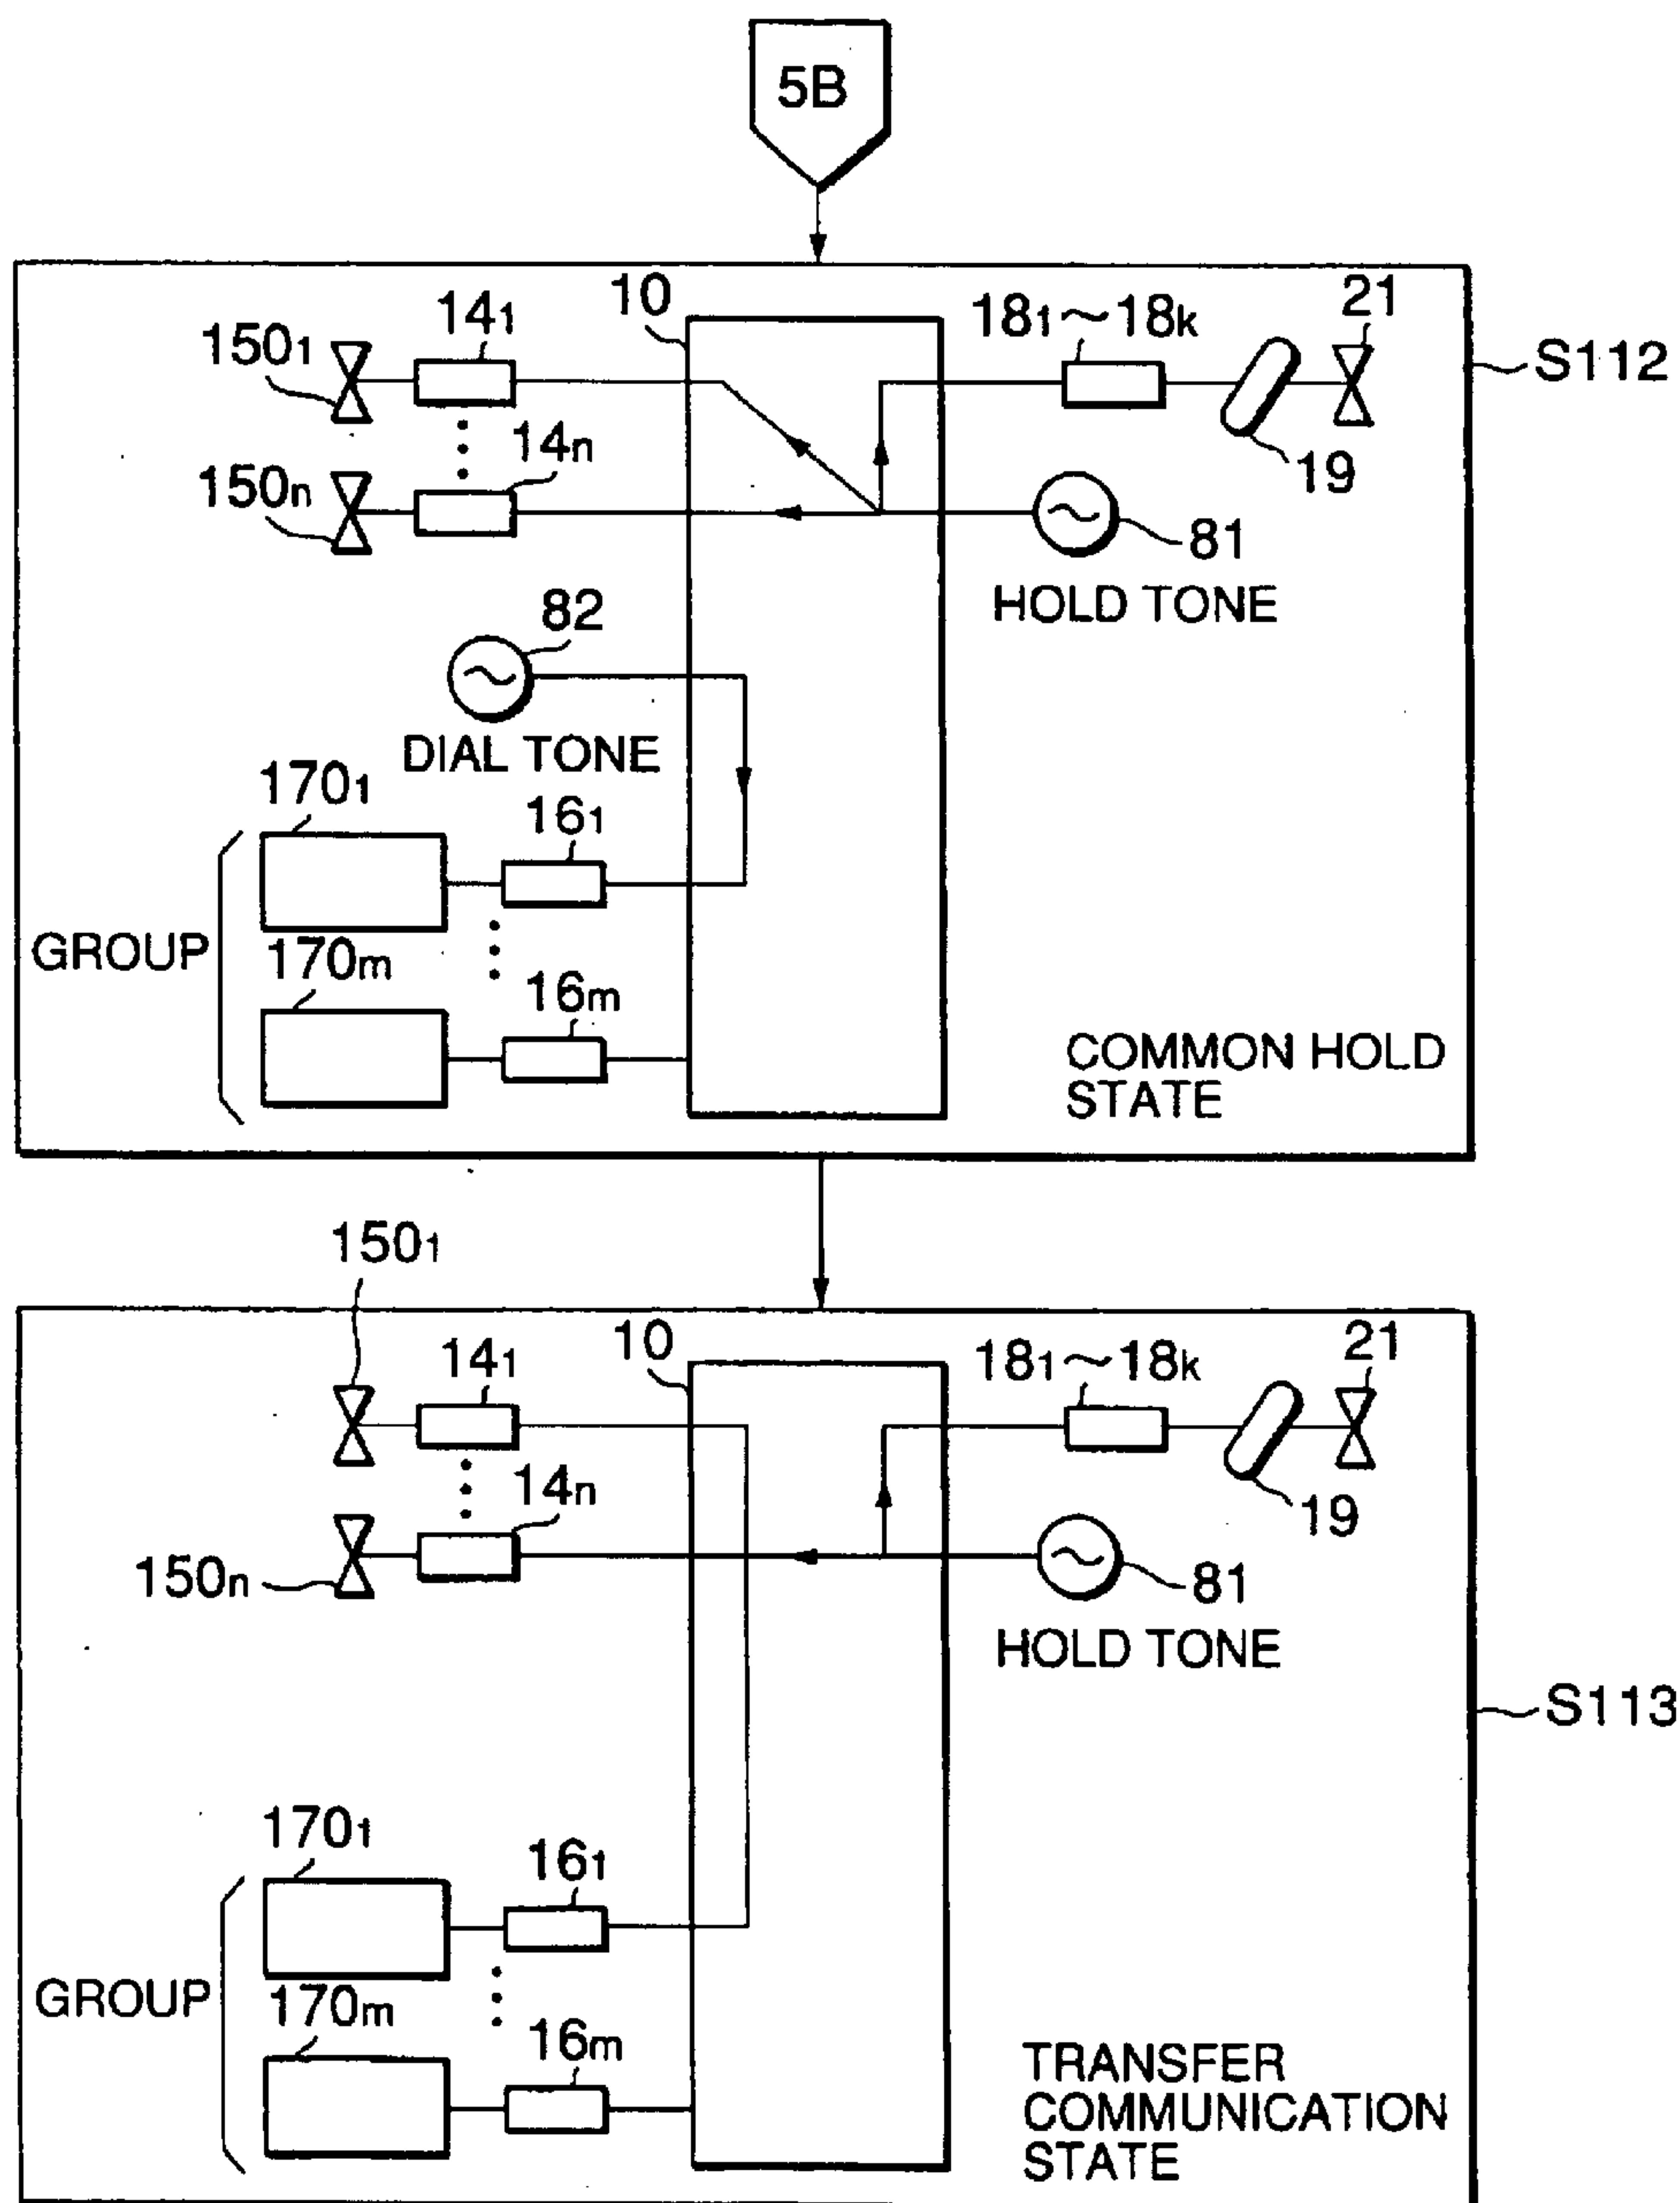 5B
10
14₁
18₁~18k
21
150₁
S112
14n
150n
19
81
HOLD TONE
82
DIAL TONE
170₁
16₁
GROUP
170m
16m
COMMON HOLD
STATE
150₁
10
14₁
18₁~18k
21
14n
19
150n
81
HOLD TONE
S113
170₁
16₁
GROUP
170m
16m
TRANSFER
COMMUNICATION
STATE